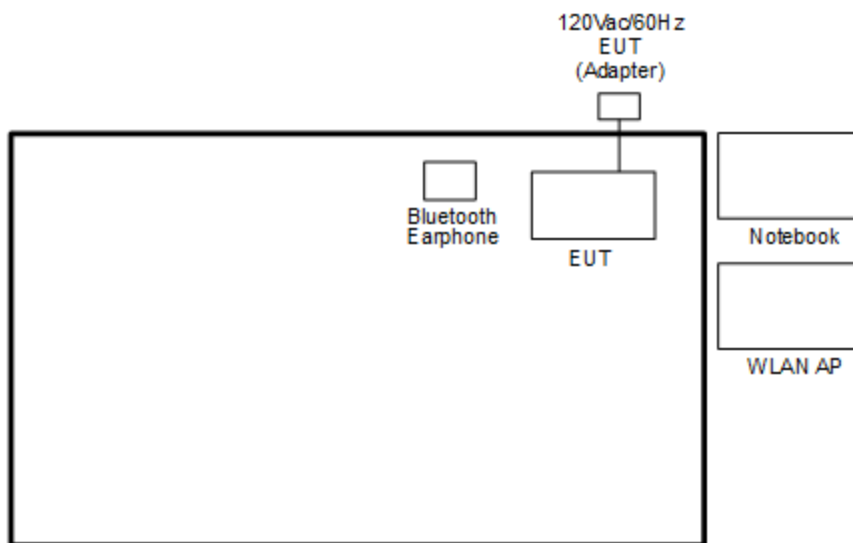 120Vac/60Hz
EUT
(Adapter)
Bluetooth
Earphone
EUT
Notebook
WLAN AP